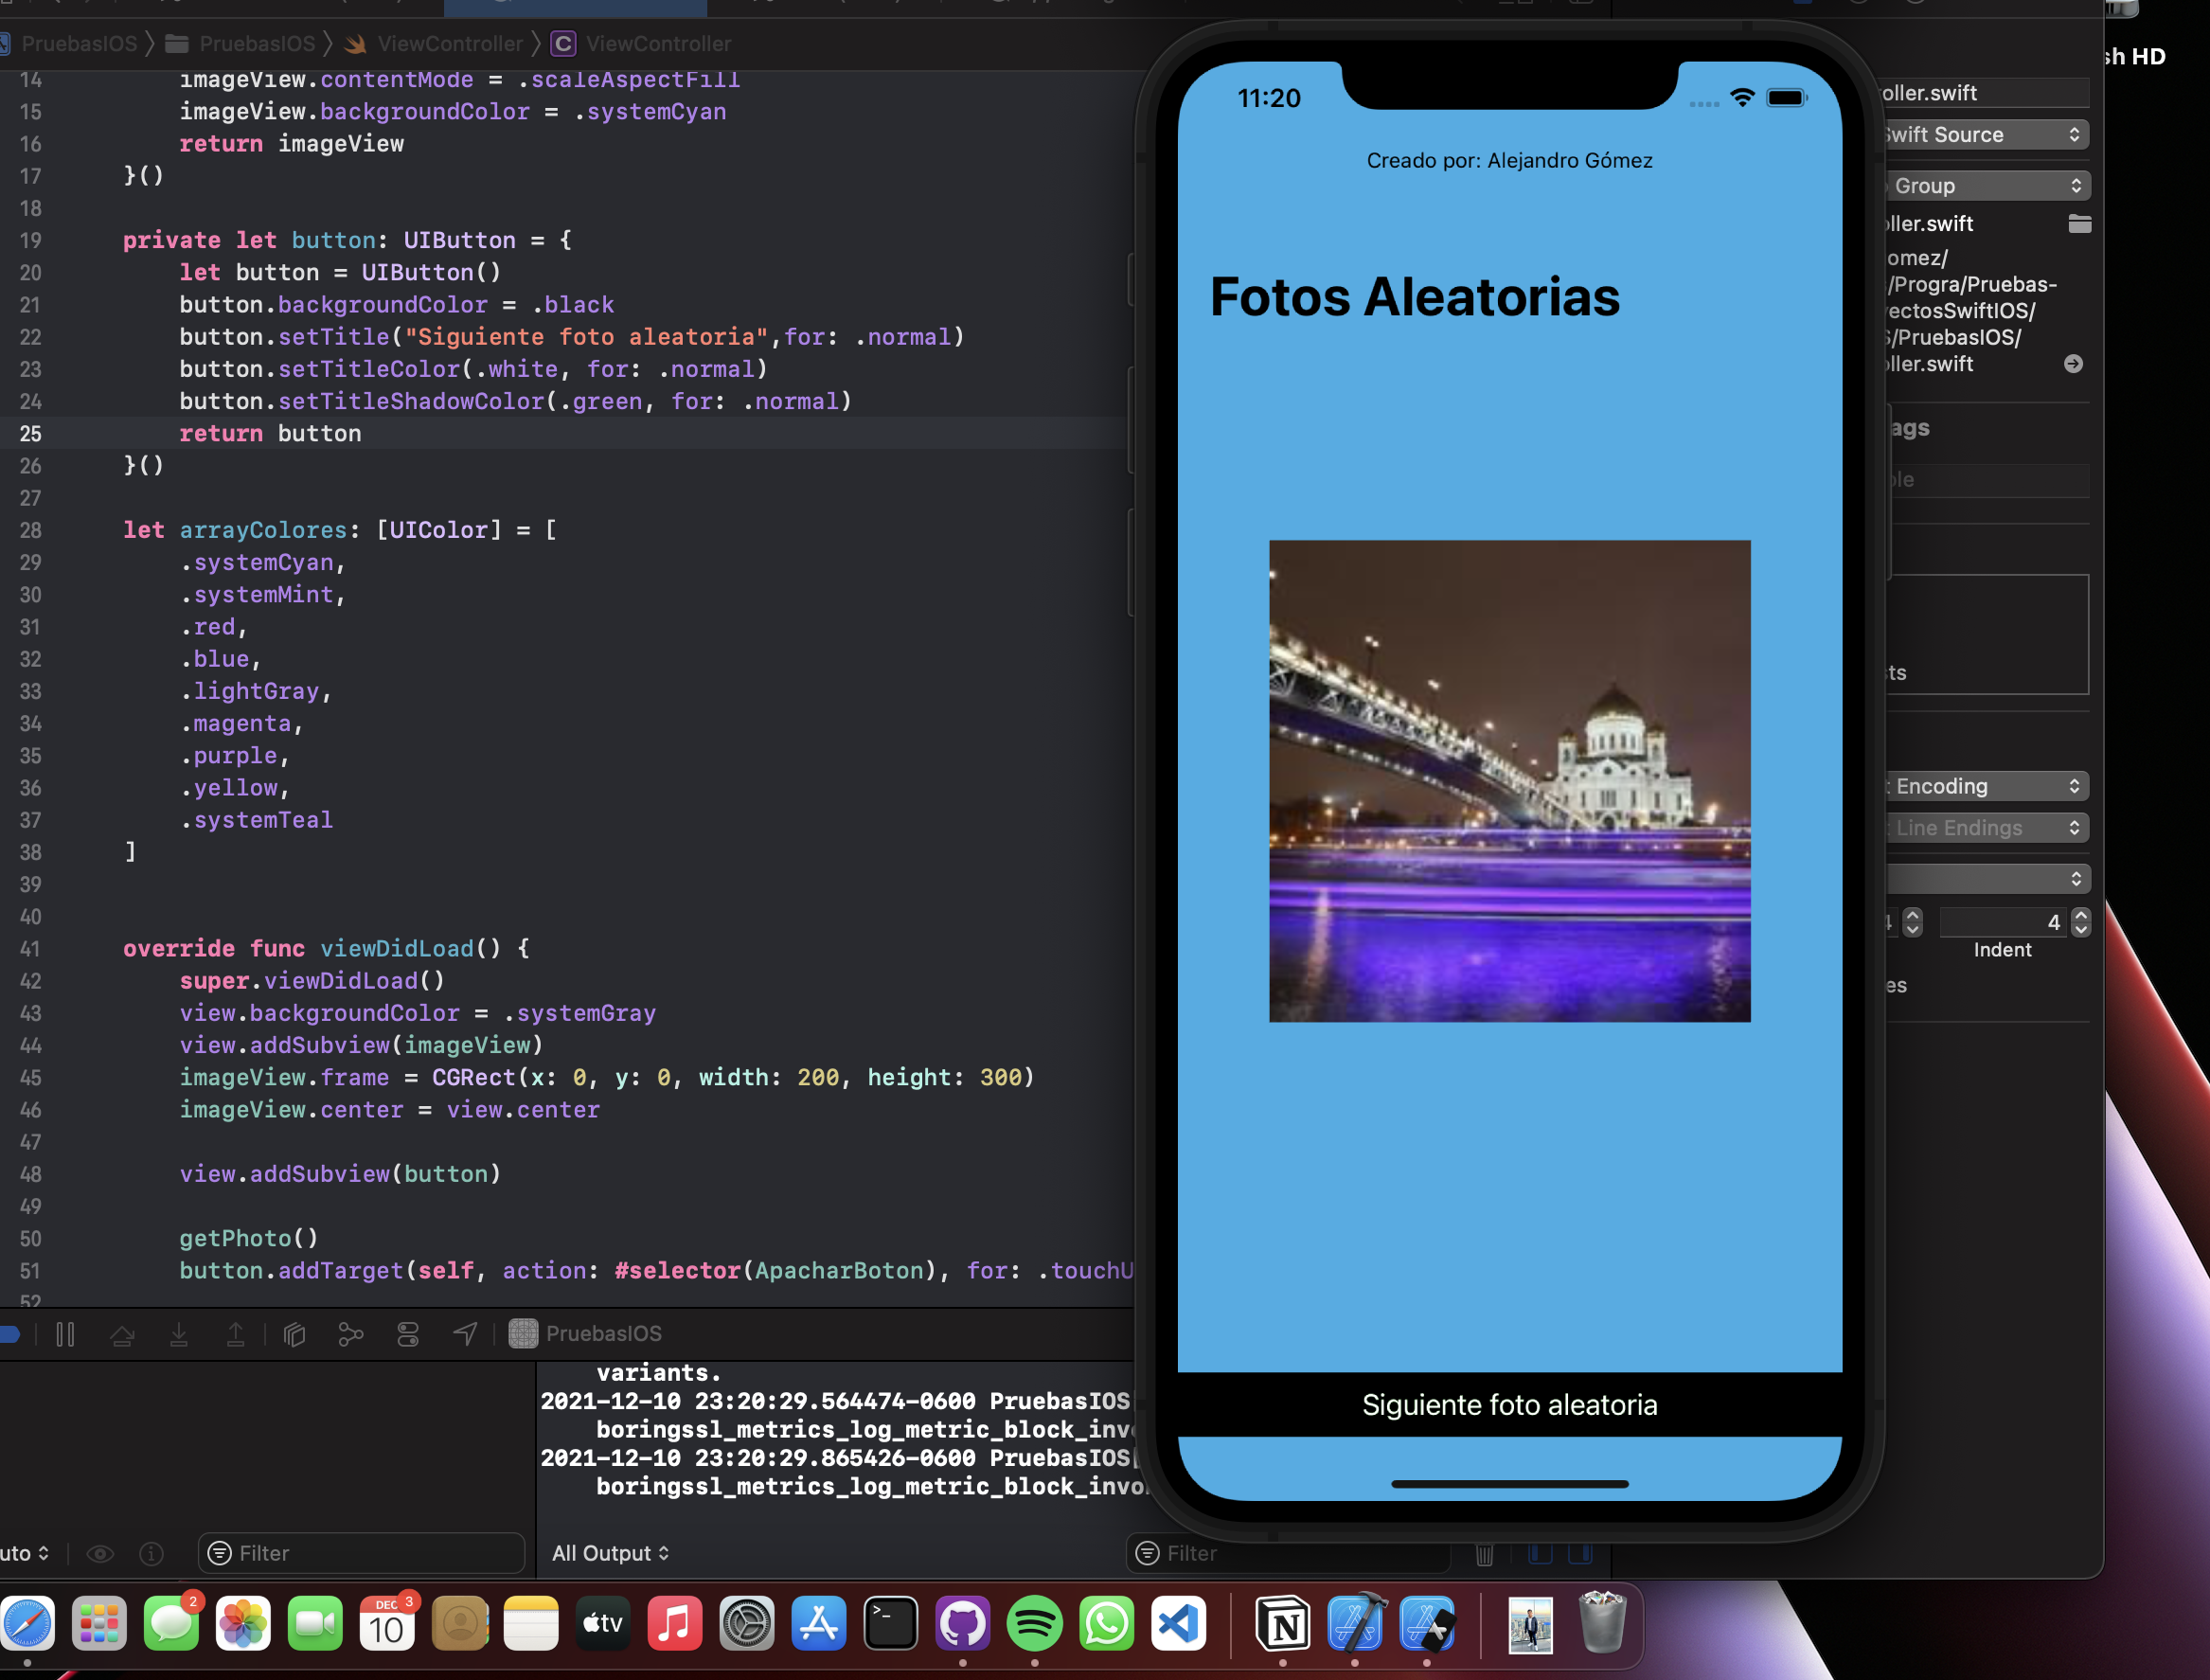 PruebasIOS
PruebasIOS
ViewController
C ViewController
14 imageView.contentMode = .scaleAspectFill
15 imageView.backgroundColor = .systemCyan
16 return imageView
17 }()
18
19 private let button: UIButton = {
20 let button = UIButton()
21 button.backgroundColor = .black
22 button.setTitle("Siguiente foto aleatoria",for: .normal)
23 button.setTitleColor(.white, for: .normal)
24 button.setTitleShadowColor(.green, for: .normal)
25 return button
26 }()
27
28 let arrayColores: [UIColor] = [
29 .systemCyan,
30 .systemMint,
31 .red,
32 .blue,
33 .lightGray,
34 .magenta,
35 .purple,
36 .yellow,
37 .systemTeal
38 ]
39
40
41 override func viewDidLoad() {
42 super.viewDidLoad()
43 view.backgroundColor = .systemGray
44 view.addSubview(imageView)
45 imageView.frame = CGRect(x: 0, y: 0, width: 200, height: 300)
46 imageView.center = view.center
47
48 view.addSubview(button)
49
50 getPhoto()
51 button.addTarget(self, action: #selector(ApacharBoton), for: .touchU
52
PruebasIOS
variants.
2021-12-10 23:20:29.564474-0600 PruebasIOS
boringssl_metrics_log_metric_block_invo
2021-12-10 23:20:29.865426-0600 PruebasIOS[
boringssl_metrics_log_metric_block_invo
uto
Filter
All Output
Filter
11:20
Creado por: Alejandro Gómez
Fotos Aleatorias
Siguiente foto aleatoria
sh HD
oller.swift
Swift Source
Group
oller.swift
omez/
/Progra/Pruebas-
yectosSwiftIOS/
S/PruebasIOS/
oller.swift
ags
ble
ts
t Encoding
t Line Endings
4
4
Indent
es
2
DEC
3
10
tv